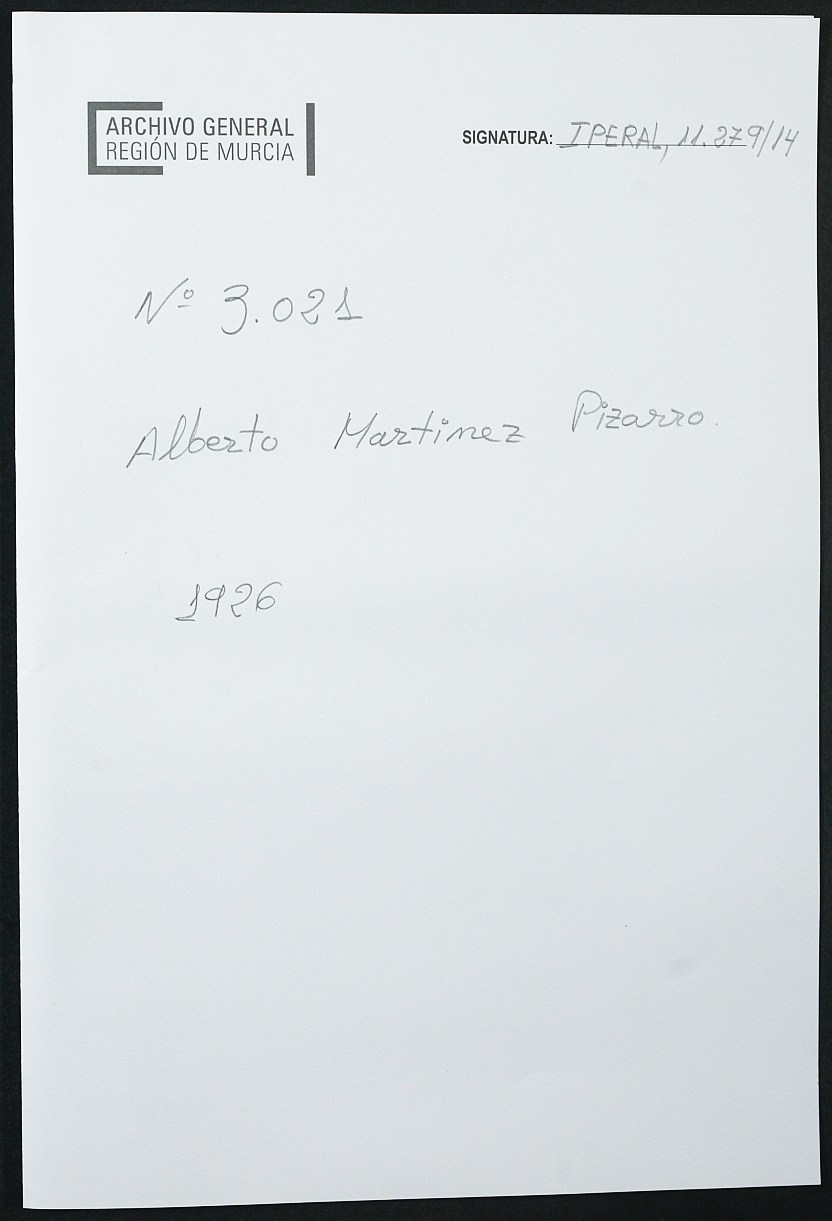 ARCHIVO GENERAL
REGIÓN DE MURCIA
SIGNATURA: IPERAL, 11.379/14
Nº 3.021
Alberto Martinez Pizarro.
1926